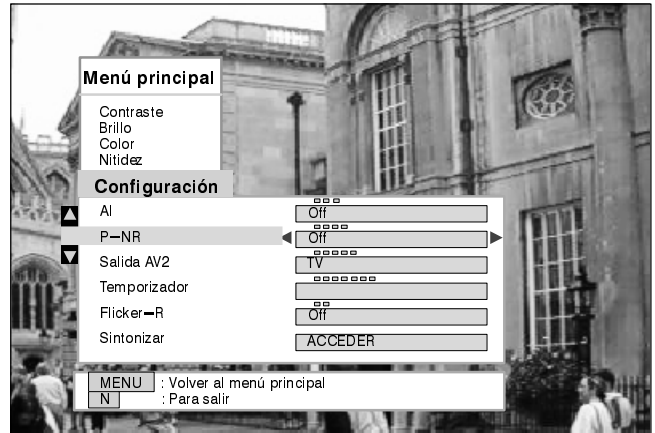 Menú principal
Contraste
Brillo
Color
Nitidez
Configuración
AI Off
P-NR Off
Salida AV2 TV
Temporizador
Flicker-R Off
Sintonizar ACCEDER
MENU : Volver al menú principal
N : Para salir